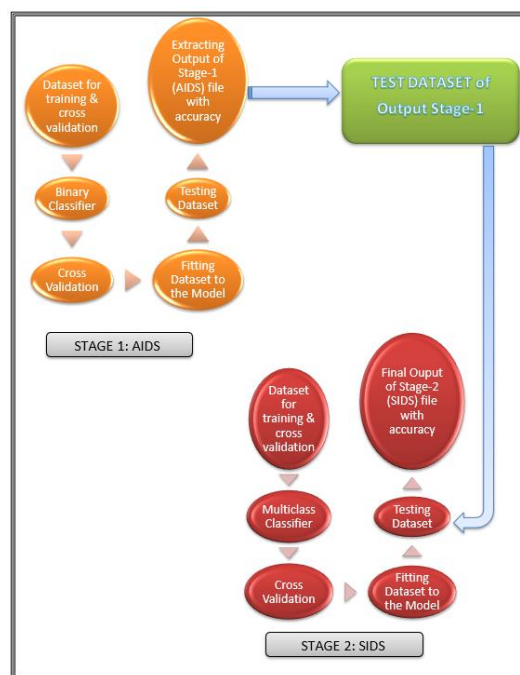 Dataset for
training &
cross
validation
Binary
Classifier
Cross
Validation
Fitting
Dataset to
the Model
Testing
Dataset
Extracting
Output of
Stage-1
(AIDS) file
with
accuracy
STAGE 1: AIDS
TEST DATASET of
Output Stage-1
Dataset
for
training &
cross
validation
Multiclass
Classifier
Cross
Validation
Fitting
Dataset to
the Model
Testing
Dataset
Final Ouput
of Stage-2
(SIDS) file
with
accuracy
STAGE 2: SIDS